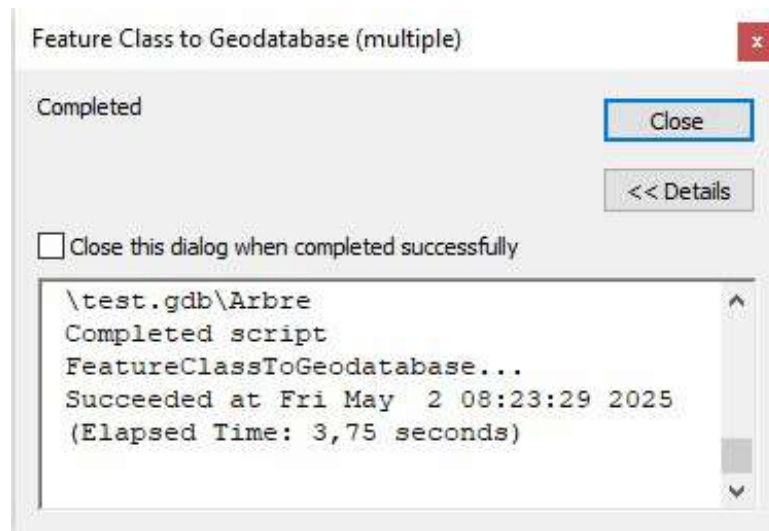 Feature Class to Geodatabase (multiple)
x
Completed
Close
<< Details
Close this dialog when completed successfully
\test.gdb\Arbre
Completed script
FeatureClassToGeodatabase...
Succeeded at Fri May  2 08:23:29 2025
(Elapsed Time: 3,75 seconds)